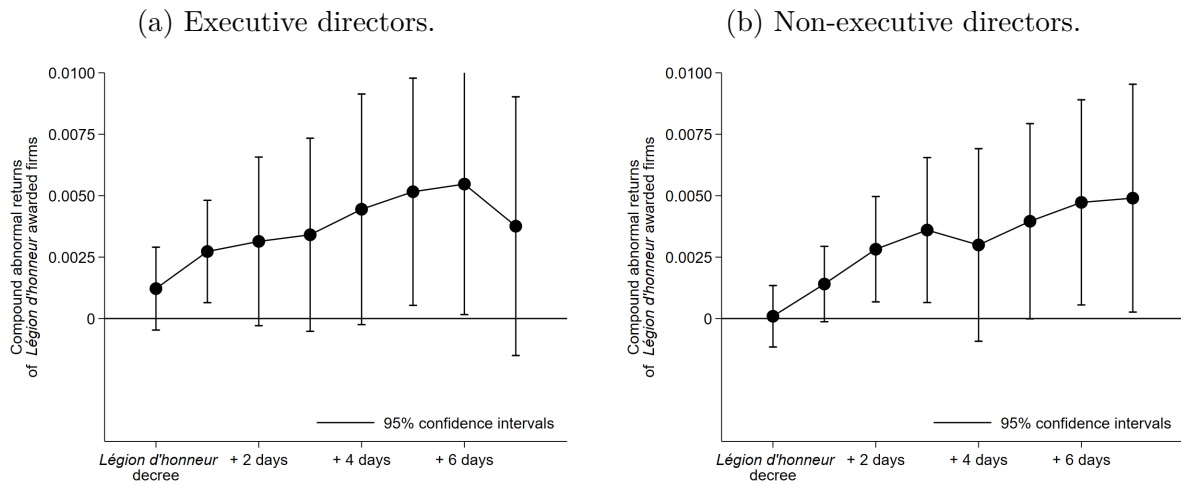 (a) Executive directors.
Compound abnormal returns
of Légion d'honneur awarded firms
0.0100
0.0075
0.0050
0.0025
0
95% confidence intervals
Légion d'honneur
decree
+ 2 days
+ 4 days
+ 6 days
(b) Non-executive directors.
Compound abnormal returns
of Légion d'honneur awarded firms
0.0100
0.0075
0.0050
0.0025
0
95% confidence intervals
Légion d'honneur
decree
+ 2 days
+ 4 days
+ 6 days